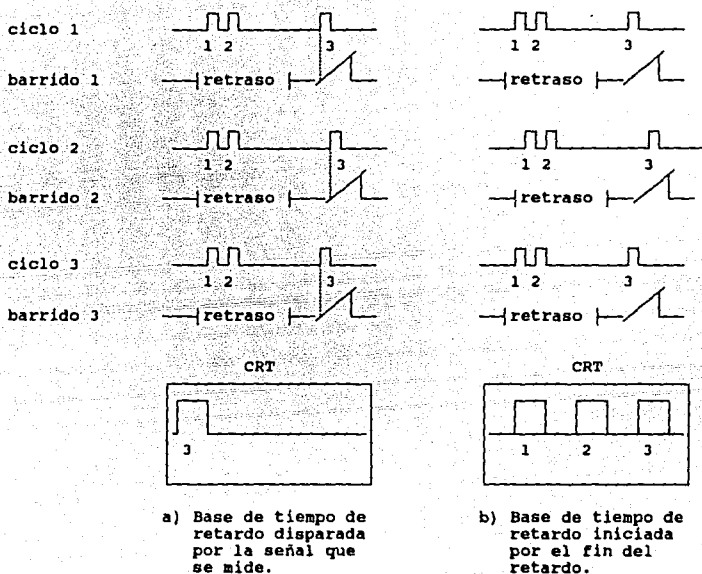 ciclo 1
1 2 3
1 2 3
barrido 1 retraso retraso
ciclo 2
1 2 3
1 2 3
barrido 2 retraso retraso
ciclo 3
1 2 3
1 2 3
barrido 3 retraso retraso
CRT CRT
3
1 2 3
a) Base de tiempo de
retardo disparada
por la señal que
se mide.
b) Base de tiempo de
retardo iniciada
por el fin del
retardo.